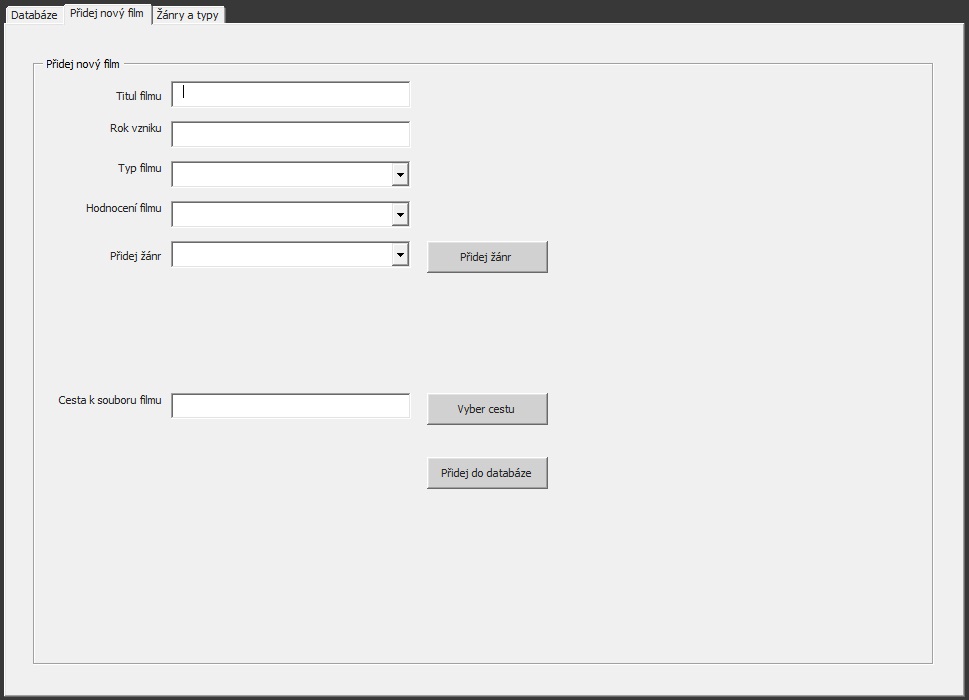 Databáze
Přidej nový film
Žánry a typy
Přidej nový film
Titul filmu
Rok vzniku
Typ filmu
Hodnocení filmu
Přidej žánr
Přidej žánr
Cesta k souboru filmu
Vyber cestu
Přidej do databáze